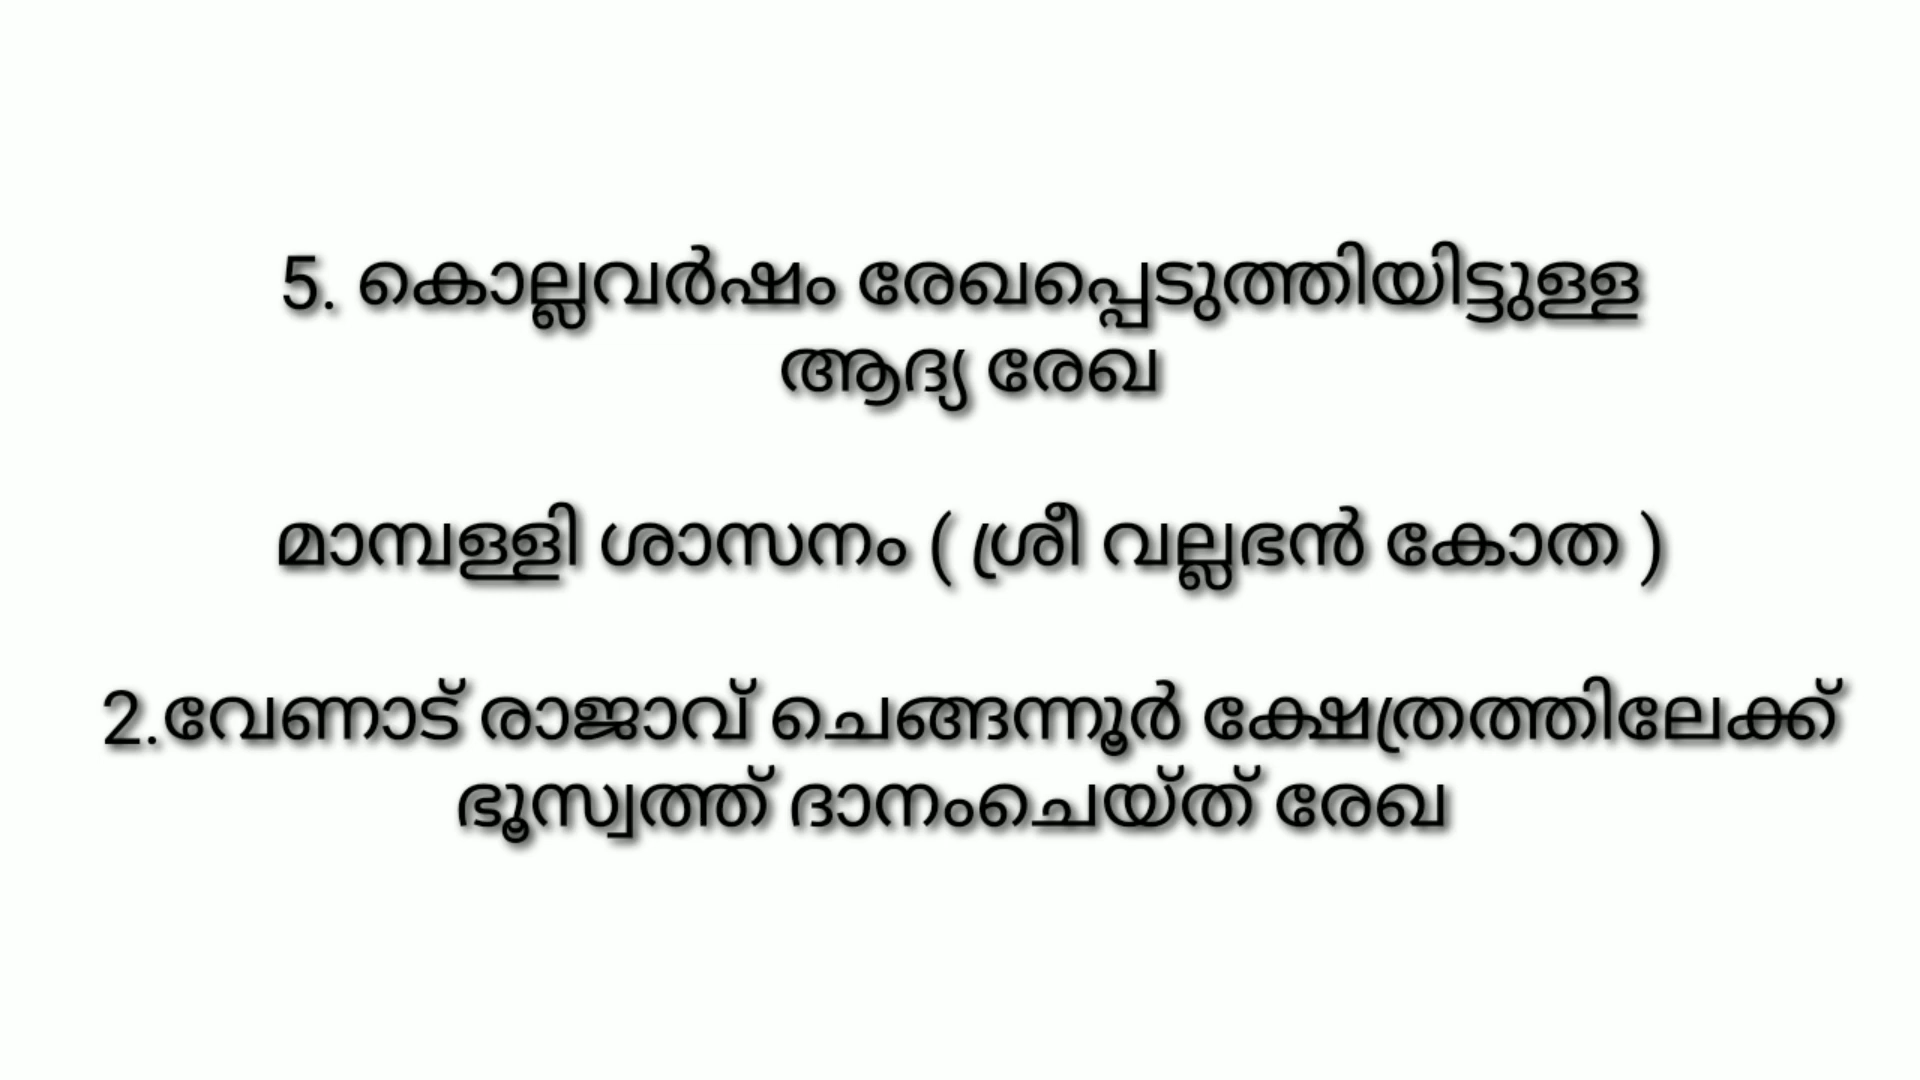 5. കൊല്ലവർഷം രേഖപ്പെടുത്തിയിട്ടുള്ള
ആദ്യ രേഖ
മാമ്പള്ളി ശാസനം ( ശ്രീ വല്ലഭൻ കോത )
2.വേണാട് രാജാവ് ചെങ്ങന്നൂർ ക്ഷേത്രത്തിലേക്ക്
ഭൂസ്വത്ത് ദാനംചെയ്ത് രേഖ